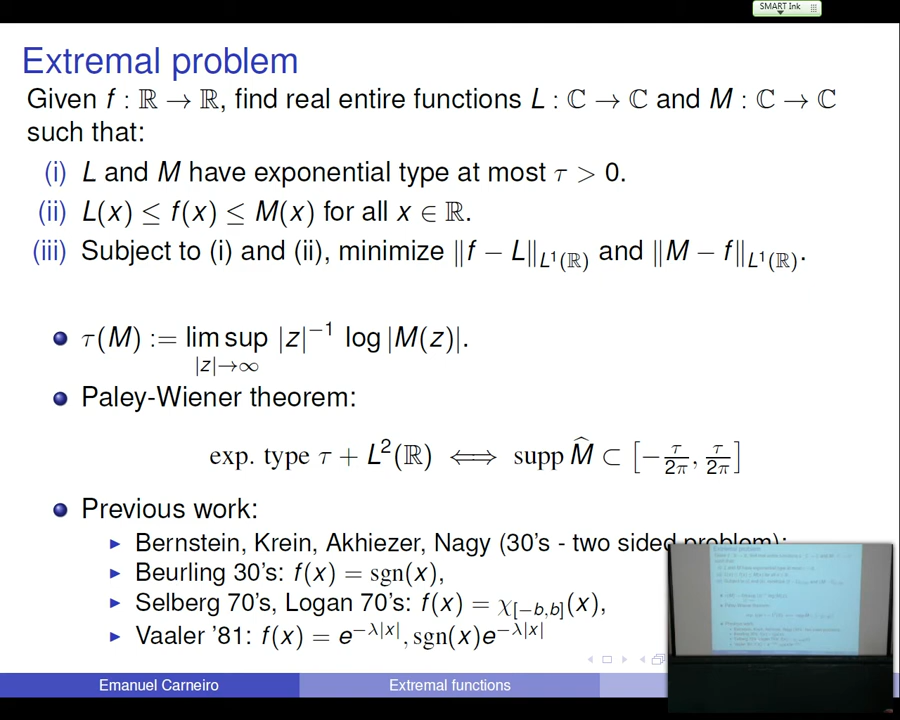 SMART Ink
Extremal problem
Given f : ℝ → ℝ, find real entire functions L : ℂ → ℂ and M : ℂ → ℂ
such that:
(i) L and M have exponential type at most τ > 0.
(ii) L(x) ≤ f(x) ≤ M(x) for all x ∈ ℝ.
(iii) Subject to (i) and (ii), minimize ‖f − L‖_{L¹(ℝ)} and ‖M − f‖_{L¹(ℝ)}.
τ(M) := lim sup_{|z|→∞} |z|⁻¹ log |M(z)|.
Paley-Wiener theorem:
exp. type τ + L²(ℝ) ⟺ supp M̂ ⊂ [−τ/2π, τ/2π]
Previous work:
Bernstein, Krein, Akhiezer, Nagy (30's - two sided problem);
Beurling 30's: f(x) = sgn(x),
Selberg 70's, Logan 70's: f(x) = χ_{[−b,b]}(x),
Vaaler '81: f(x) = e^{−λ|x|}, sgn(x)e^{−λ|x|}
Emanuel Carneiro Extremal functions